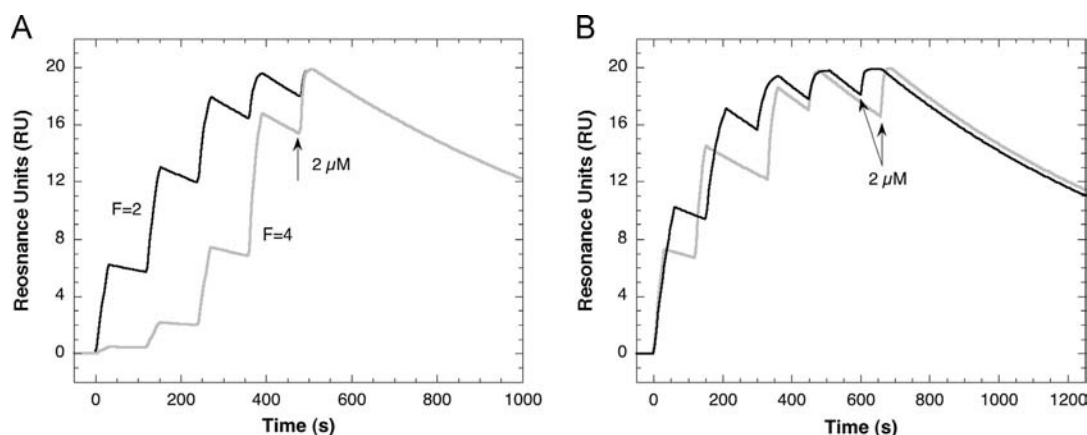 A
Reosnance Units (RU)
20
16
12
8
4
0
F=2
F=4
2 µM
0 200 400 600 800 1000
Time (s)
B
Resonance Units (RU)
20
16
12
8
4
0
2 µM
0 200 400 600 800 1000 1200
Time (s)